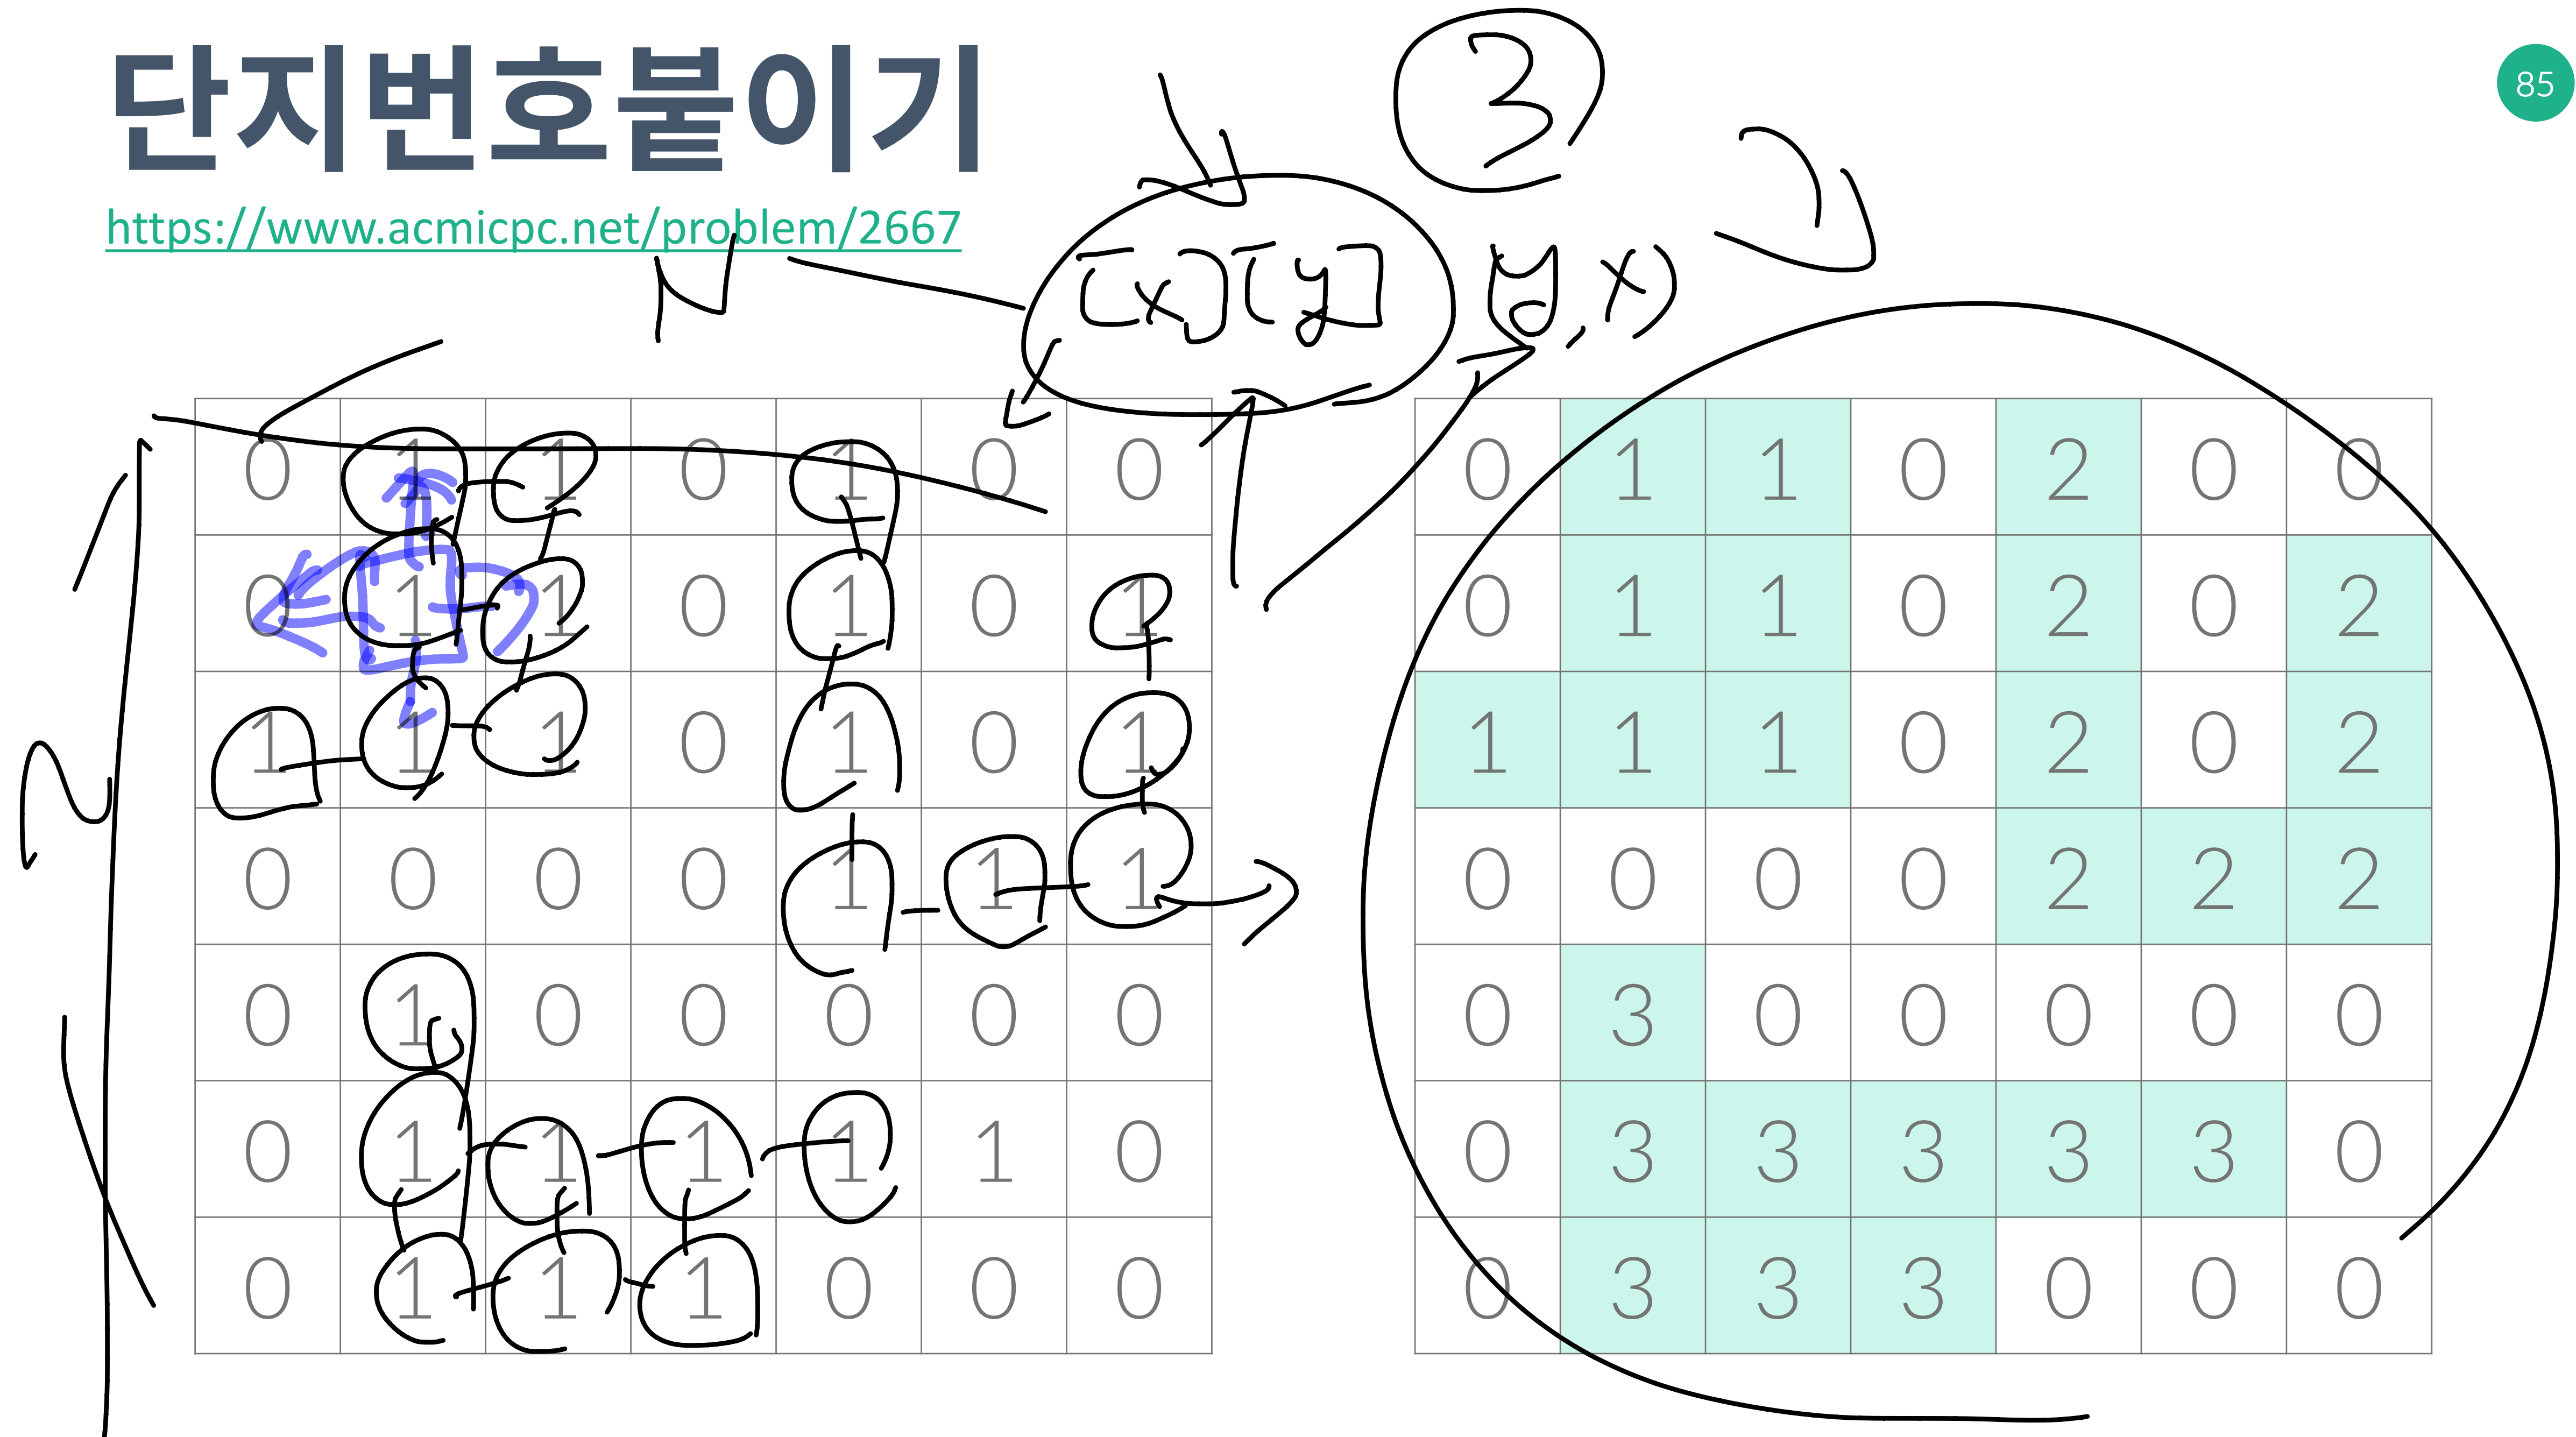 단지번호붙이기
3
85
https://www.acmicpc.net/problem/2667
N
[x][y]
y,x)
N
0 1 1 0 1 0 0
0 1 1 0 1 0 1
1 1 1 0 1 0 1
0 0 0 0 1 1 1
0 1 0 0 0 0 0
0 1 1 1 1 1 0
0 1 1 1 0 0 0
0 1 1 0 2 0 0
0 1 1 0 2 0 2
1 1 1 0 2 0 2
0 0 0 0 2 2 2
0 3 0 0 0 0 0
0 3 3 3 3 3 0
0 3 3 3 0 0 0